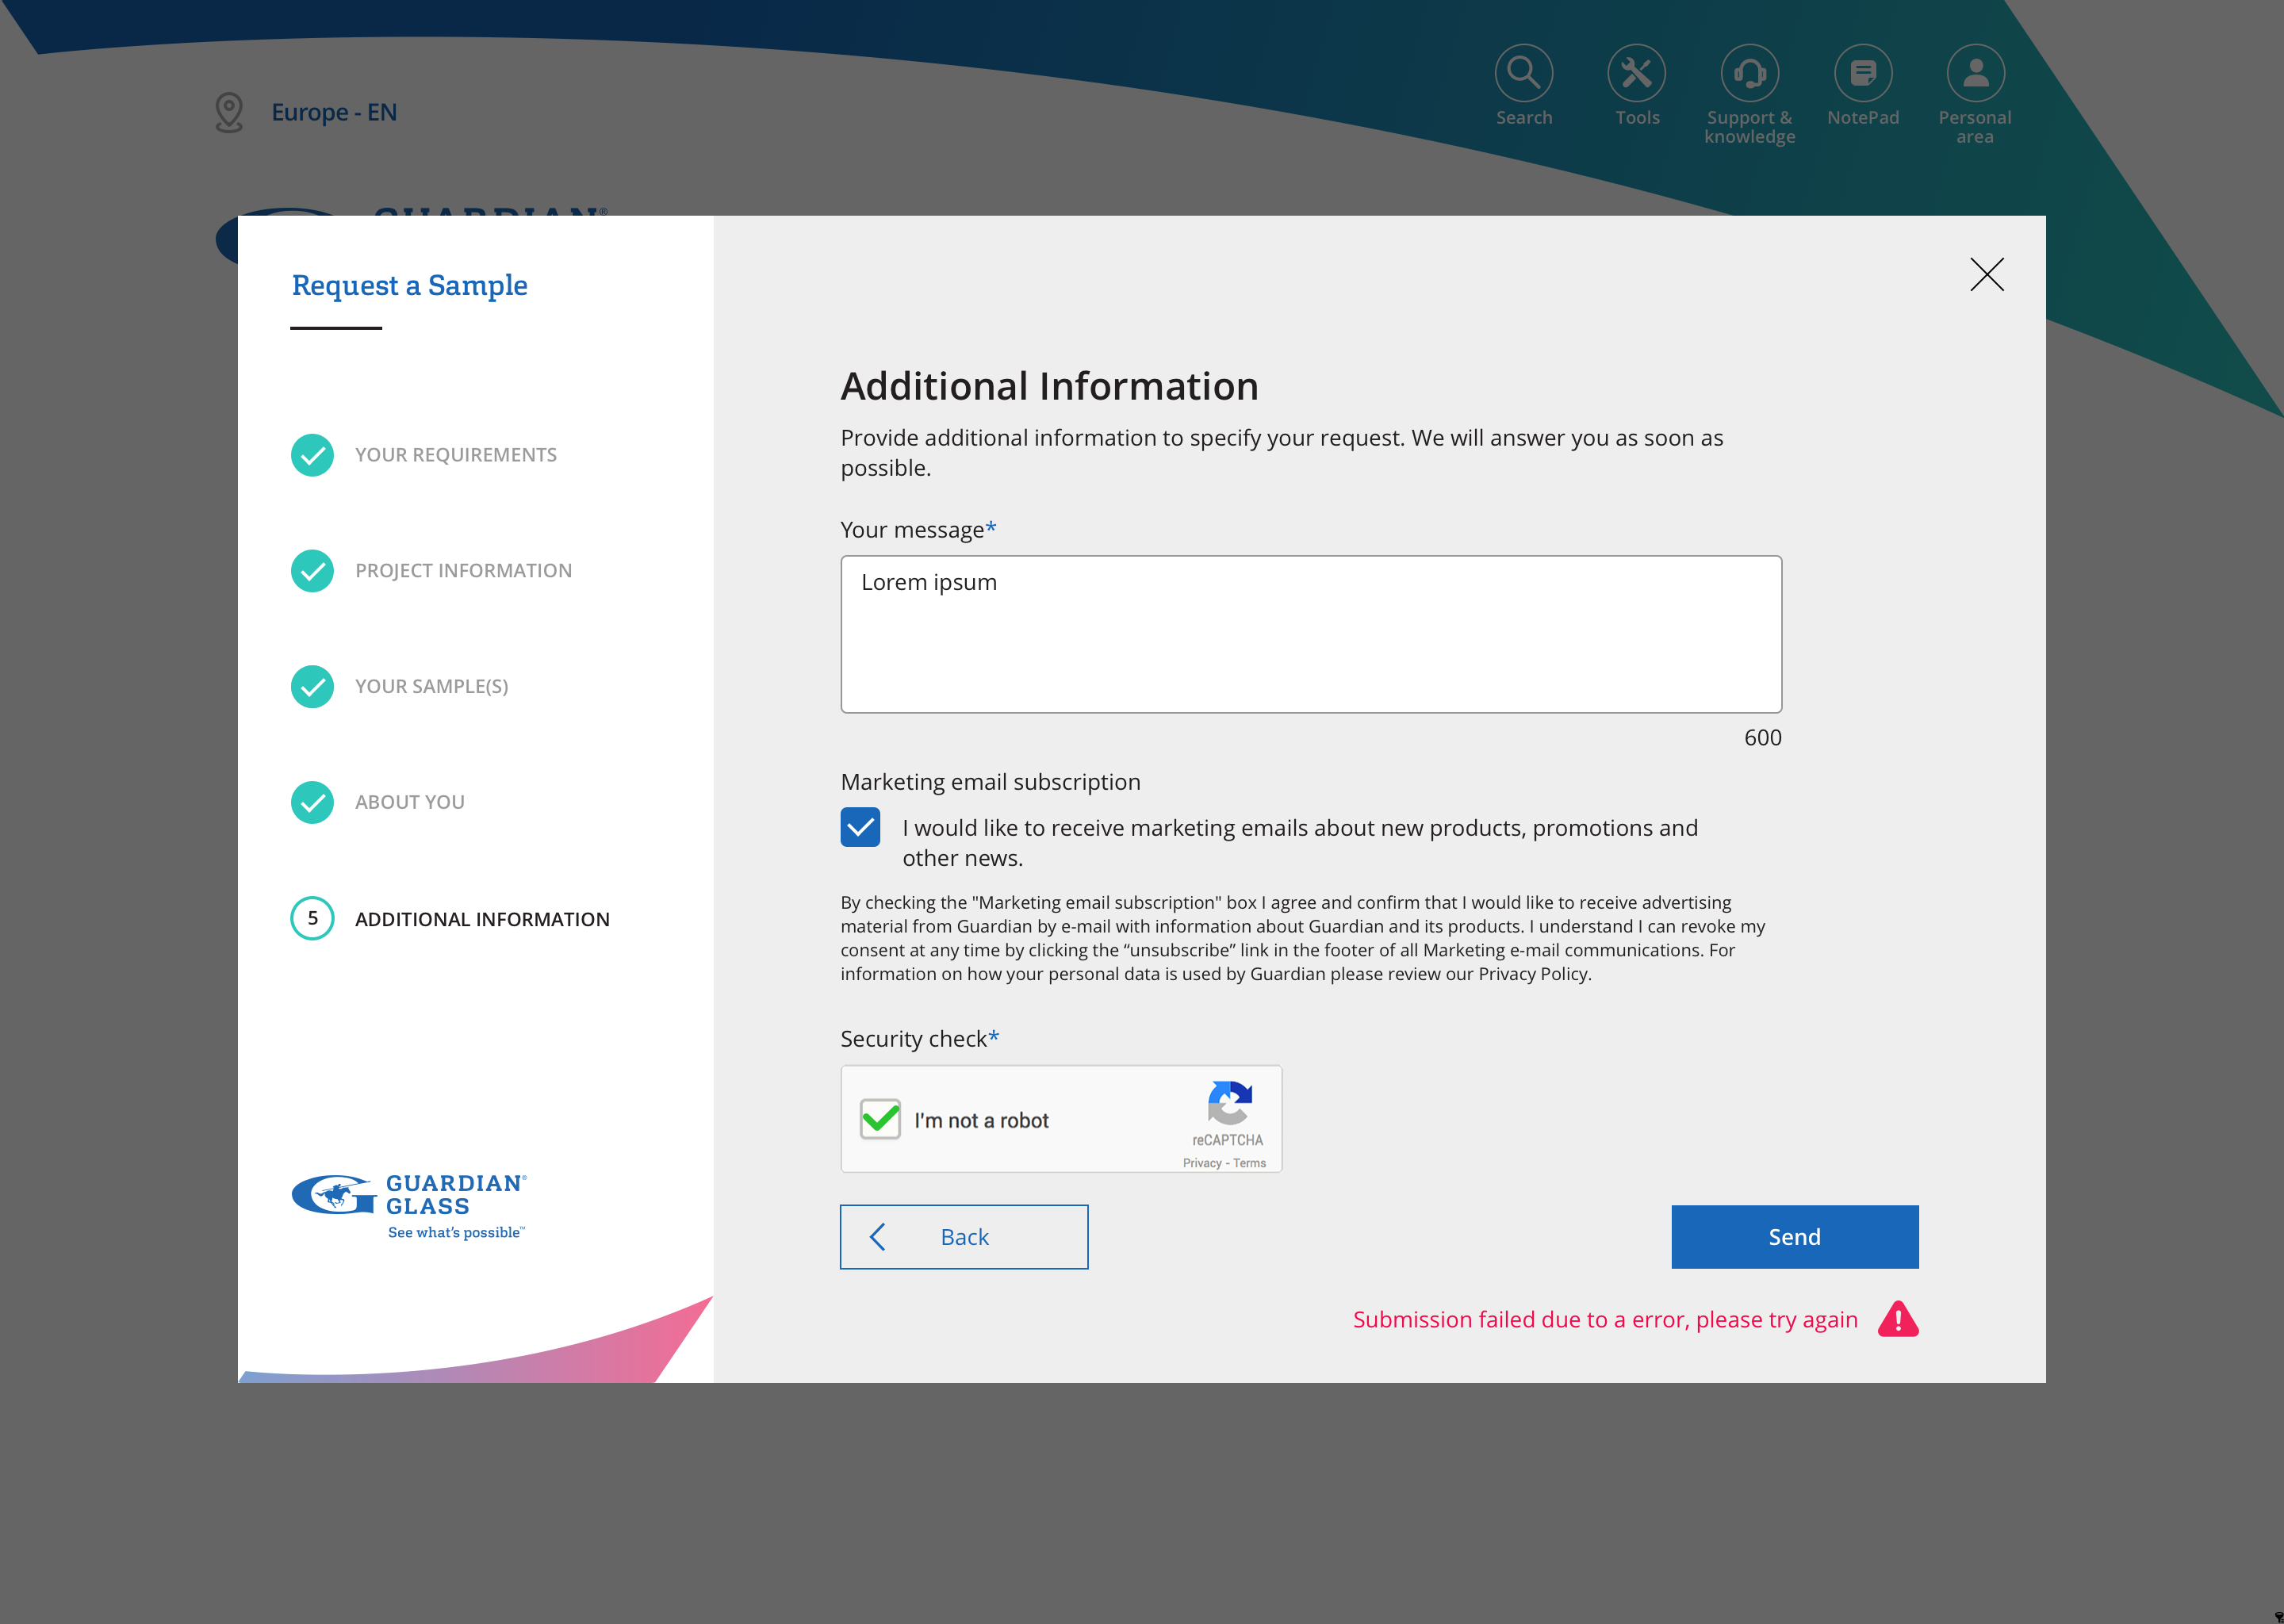 Europe - EN
Search
Tools
Support &
knowledge
NotePad
Personal
area
GUARDIAN®
Request a Sample
YOUR REQUIREMENTS
PROJECT INFORMATION
YOUR SAMPLE(S)
ABOUT YOU
5 ADDITIONAL INFORMATION
GUARDIAN®
GLASS
See what's possible™
Additional Information
Provide additional information to specify your request. We will answer you as soon as
possible.
Your message*
Lorem ipsum
600
Marketing email subscription
I would like to receive marketing emails about new products, promotions and
other news.
By checking the "Marketing email subscription" box I agree and confirm that I would like to receive advertising
material from Guardian by e-mail with information about Guardian and its products. I understand I can revoke my
consent at any time by clicking the “unsubscribe” link in the footer of all Marketing e-mail communications. For
information on how your personal data is used by Guardian please review our Privacy Policy.
Security check*
I'm not a robot
reCAPTCHA
Privacy - Terms
Back
Send
Submission failed due to a error, please try again